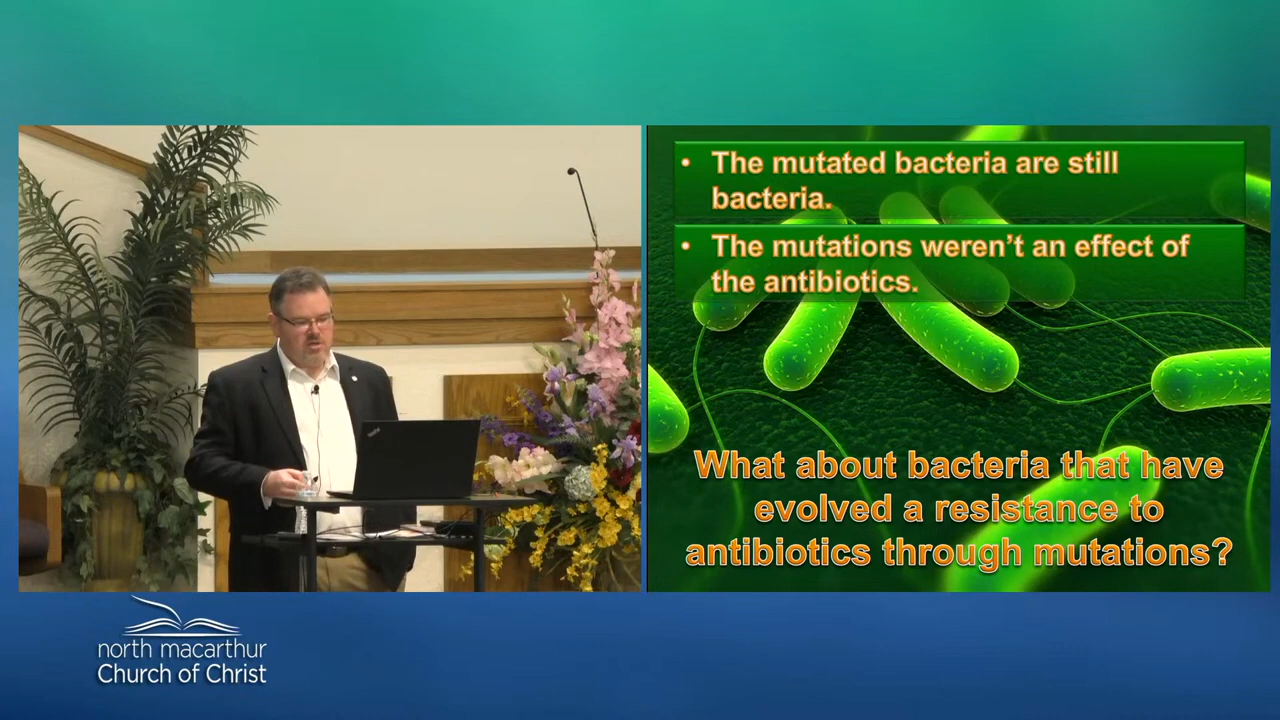 • The mutated bacteria are still
bacteria.
• The mutations weren’t an effect of
the antibiotics.
What about bacteria that have
evolved a resistance to
antibiotics through mutations?
north macarthur
Church of Christ